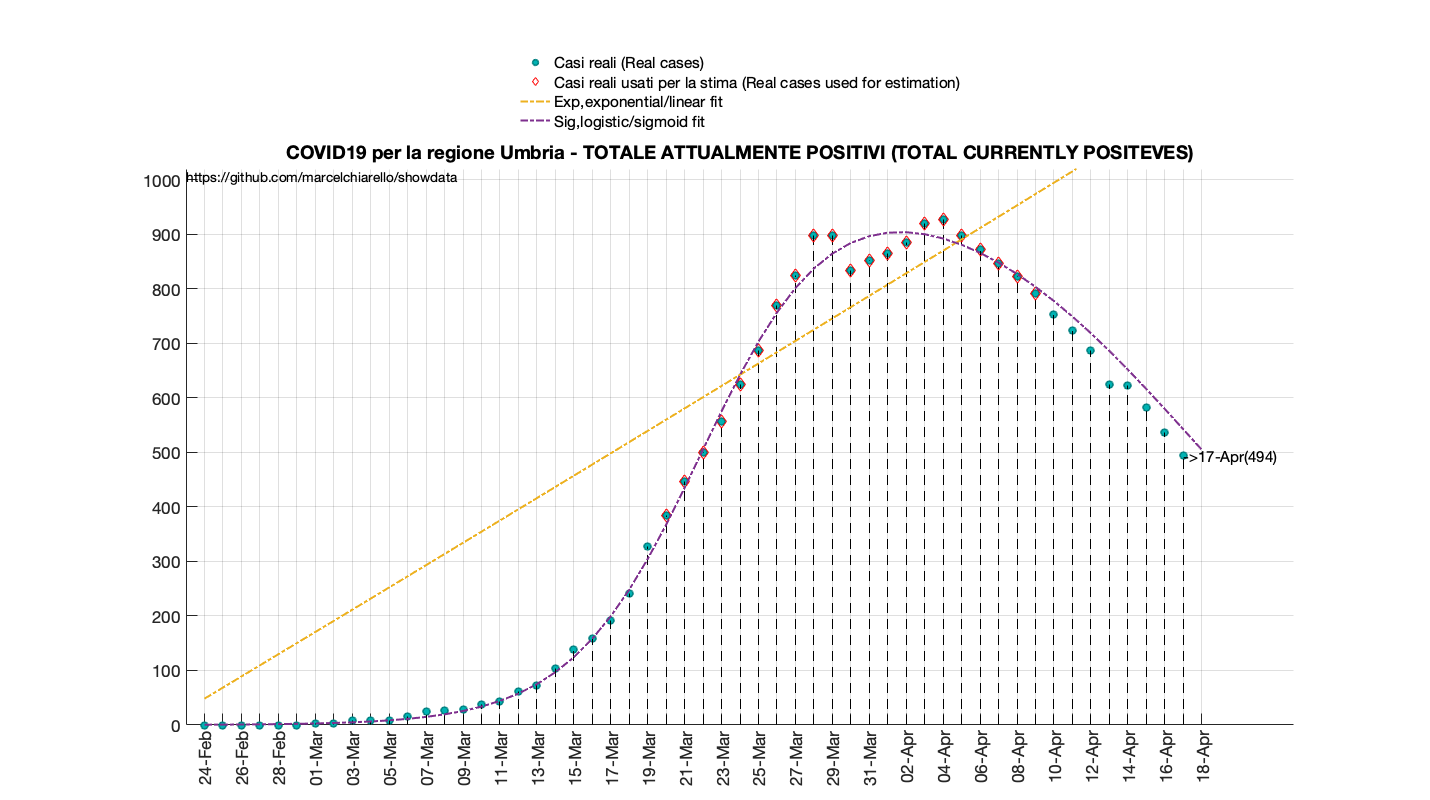 Casi reali (Real cases)
Casi reali usati per la stima (Real cases used for estimation)
Exp,exponential/linear fit
Sig,logistic/sigmoid fit
COVID19 per la regione Umbria - TOTALE ATTUALMENTE POSITIVI (TOTAL CURRENTLY POSITEVES)
https://github.com/marcelchiarello/showdata
1000
900
800
700
600
500
400
300
200
100
0
->17-Apr(494)
24-Feb
26-Feb
28-Feb
01-Mar
03-Mar
05-Mar
07-Mar
09-Mar
11-Mar
13-Mar
15-Mar
17-Mar
19-Mar
21-Mar
23-Mar
25-Mar
27-Mar
29-Mar
31-Mar
02-Apr
04-Apr
06-Apr
08-Apr
10-Apr
12-Apr
14-Apr
16-Apr
18-Apr